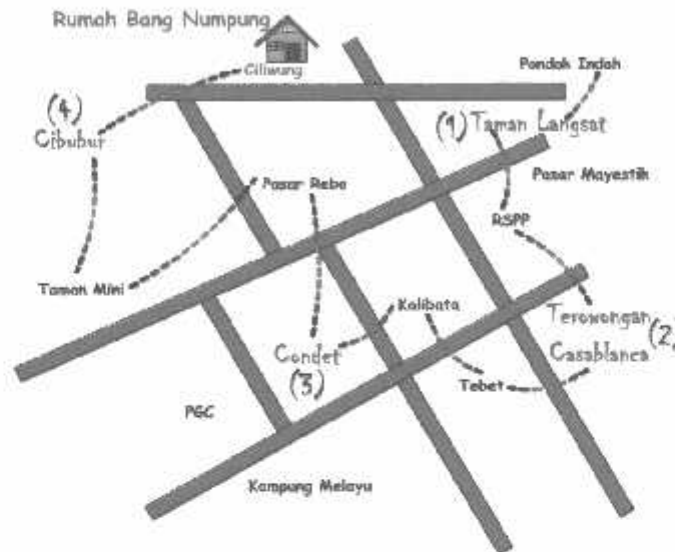 Rumah Bang Numpung
Ciliwung
Pondok Indah
(4)
Cibubur
(1) Taman Langsat
Pasar Mayestik
Pasar Rebo
RSPP
Taman Mini
Kalibata
Terowongan
Casablanca (2)
Condet
(3)
Tebet
PGC
Kampung Melayu